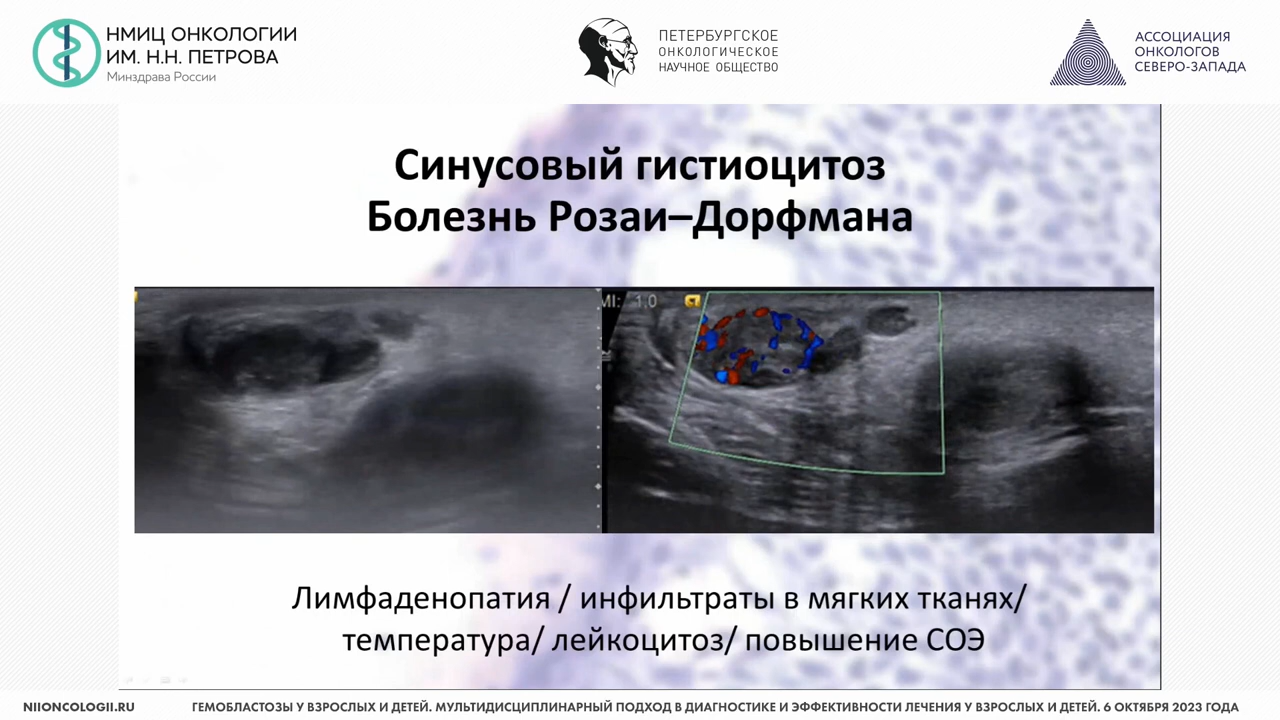 НМИЦ ОНКОЛОГИИ
ИМ. Н.Н. ПЕТРОВА
Минздрава России
ПЕТЕРБУРГСКОЕ
ОНКОЛОГИЧЕСКОЕ
НАУЧНОЕ ОБЩЕСТВО
АССОЦИАЦИЯ
ОНКОЛОГОВ
СЕВЕРО-ЗАПАДА
Синусовый гистиоцитоз
Болезнь Розаи–Дорфмана
MI: 1.0
Лимфаденопатия / инфильтраты в мягких тканях/
температура/ лейкоцитоз/ повышение СОЭ
NIIONCOLOGII.RU
ГЕМОБЛАСТОЗЫ У ВЗРОСЛЫХ И ДЕТЕЙ. МУЛЬТИДИСЦИПЛИНАРНЫЙ ПОДХОД В ДИАГНОСТИКЕ И ЭФФЕКТИВНОСТИ ЛЕЧЕНИЯ У ВЗРОСЛЫХ И ДЕТЕЙ. 6 ОКТЯБРЯ 2023 ГОДА